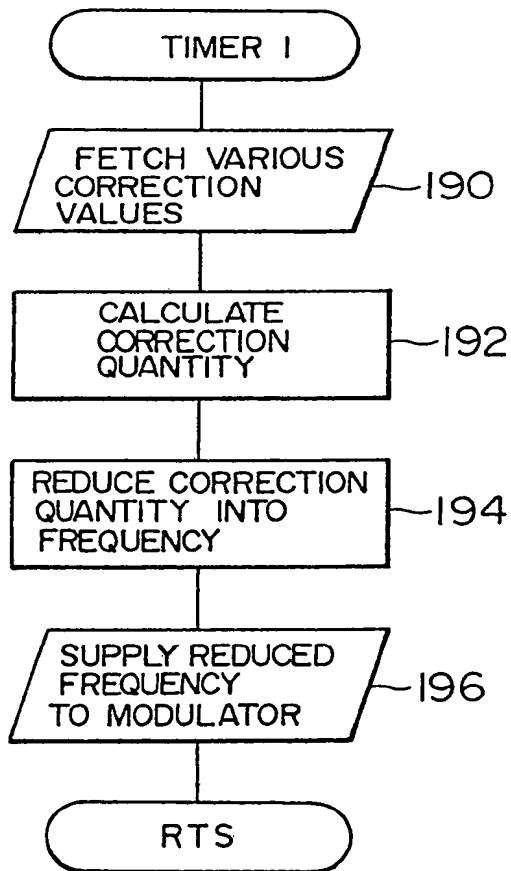 TIMER 1
FETCH VARIOUS
CORRECTION
VALUES
190
CALCULATE
CORRECTION
QUANTITY
192
REDUCE CORRECTION
QUANTITY INTO
FREQUENCY
194
SUPPLY REDUCED
FREQUENCY
TO MODULATOR
196
RTS